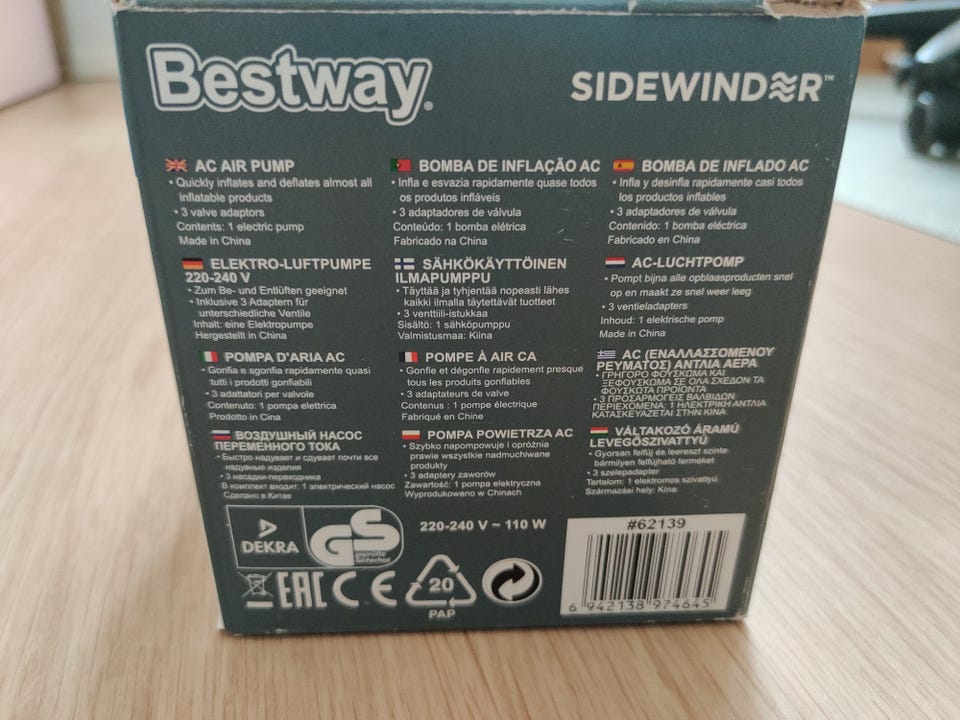 Bestway®
SIDEWINDER™
AC AIR PUMP
• Quickly inflates and deflates almost all
inflatable products
• 3 valve adaptors
Contents: 1 electric pump
Made in China
BOMBA DE INFLAÇÃO AC
• Infla e esvazia rapidamente quase todos
os produtos infláveis
• 3 adaptadores de válvula
Conteúdo: 1 bomba elétrica
Fabricado na China
BOMBA DE INFLADO AC
• Infla y desinfla rapidamente casi todos
los productos inflables
• 3 adaptadores de válvula
Contenido: 1 bomba eléctrica
Fabricado en China
ELEKTRO-LUFTPUMPE
220-240 V
• Zum Be- und Entlüften geeignet
• Inklusive 3 Adaptern für
unterschiedliche Ventile
Inhalt: eine Elektropumpe
Hergestellt in China
SÄHKÖKÄYTTÖINEN
ILMAPUMPPU
• Täyttää ja tyhjentää nopeasti lähes
kaikki ilmalla täytettävät tuotteet
• 3 venttiili-istukkaa
Sisältö: 1 sähköpumppu
Valmistusmaa: Kiina
AC-LUCHTPOMP
• Pompt bijna alle opblaasproducten snel
op en maakt ze snel weer leeg
• 3 ventieladapters
Inhoud: 1 elektrische pomp
Made in China
POMPA D'ARIA AC
• Gonfia e sgonfia rapidamente quasi
tutti i prodotti gonfiabili
• 3 adattatori per valvole
Contenuto: 1 pompa elettrica
Prodotto in Cina
POMPE À AIR CA
• Gonfle et dégonfle rapidement presque
tous les produits gonflables
• 3 adaptateurs de valve
Contenus : 1 pompe électrique
Fabriqué en Chine
AC (ΕΝΑΛΛΑΣΣΟΜΕΝΟΥ
ΡΕΥΜΑΤΟΣ) ΑΝΤΛΙΑ ΑΕΡΑ
• ΓΡΗΓΟΡΟ ΦΟΥΣΚΩΜΑ ΚΑΙ
ΞΕΦΟΥΣΚΩΜΑ ΣΕ ΟΛΑ ΣΧΕΔΟΝ ΤΑ
ΦΟΥΣΚΩΤΑ ΠΡΟΪΟΝΤΑ
• 3 ΠΡΟΣΑΡΜΟΓΕΙΣ ΒΑΛΒΙΔΩΝ
ΠΕΡΙΕΧΟΜΕΝΑ: 1 ΗΛΕΚΤΡΙΚΗ ΑΝΤΛΙΑ
ΚΑΤΑΣΚΕΥΑΖΕΤΑΙ ΣΤΗΝ ΚΙΝΑ
ВОЗДУШНЫЙ НАСОС
ПЕРЕМЕННОГО ТОКА
• Быстро надувает и сдувает почти все
надувные изделия
• 3 насадки-переходника
В комплект входит: 1 электрический насос
Сделано в Китае
POMPA POWIETRZA AC
• Szybko napompowuje i opróżnia
prawie wszystkie nadmuchiwane
produkty
• 3 adaptery zaworów
Zawartość: 1 pompa elektryczna
Wyprodukowano w Chinach
VÁLTAKOZÓ ÁRAMÚ
LEVEGŐSZIVATTYÚ
• Gyorsan felfúj és leereszt szinte
bármilyen felfújható terméket
• 3 szelepadapter
Tartalom: 1 elektromos szivattyú
Származási hely: Kína
DEKRA
GS
geprüfte
Sicherheit
220-240 V ~ 110 W
EAC CE
20
PAP
#62139
6 942138 974645